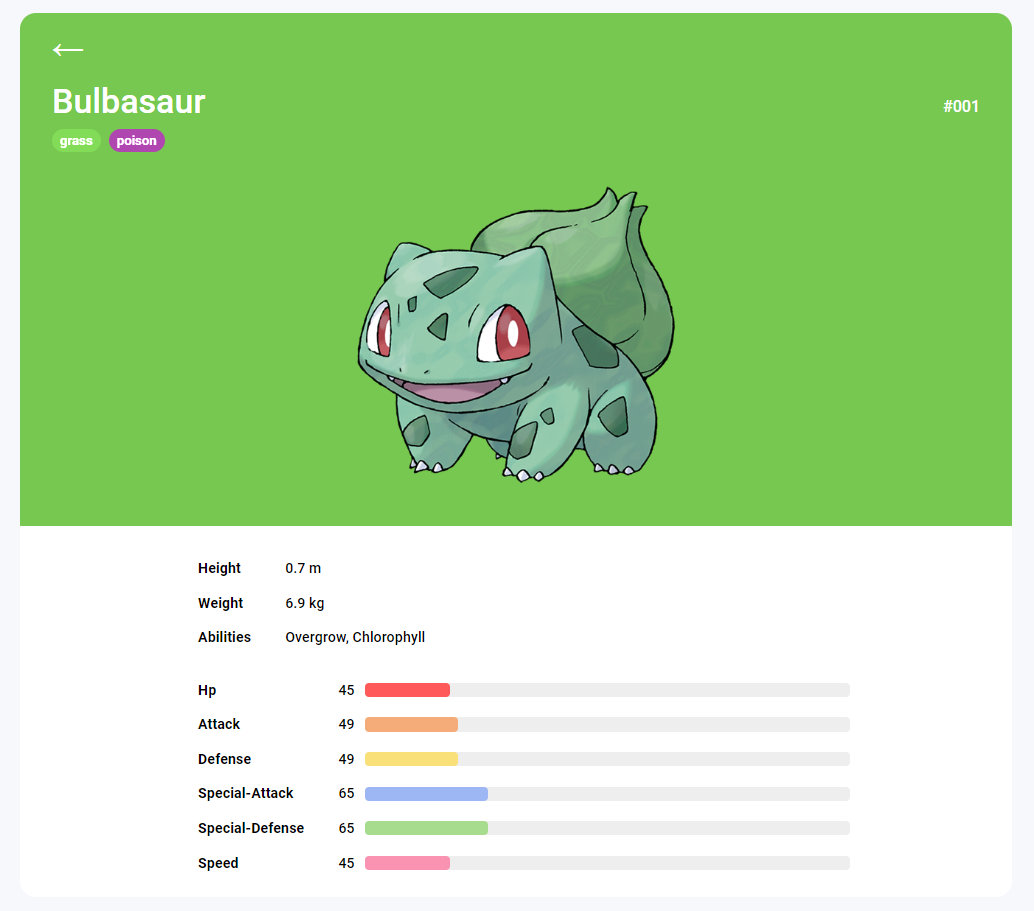 Bulbasaur
#001
grass poison
Height 0.7 m
Weight 6.9 kg
Abilities Overgrow, Chlorophyll
Hp 45
Attack 49
Defense 49
Special-Attack 65
Special-Defense 65
Speed 45